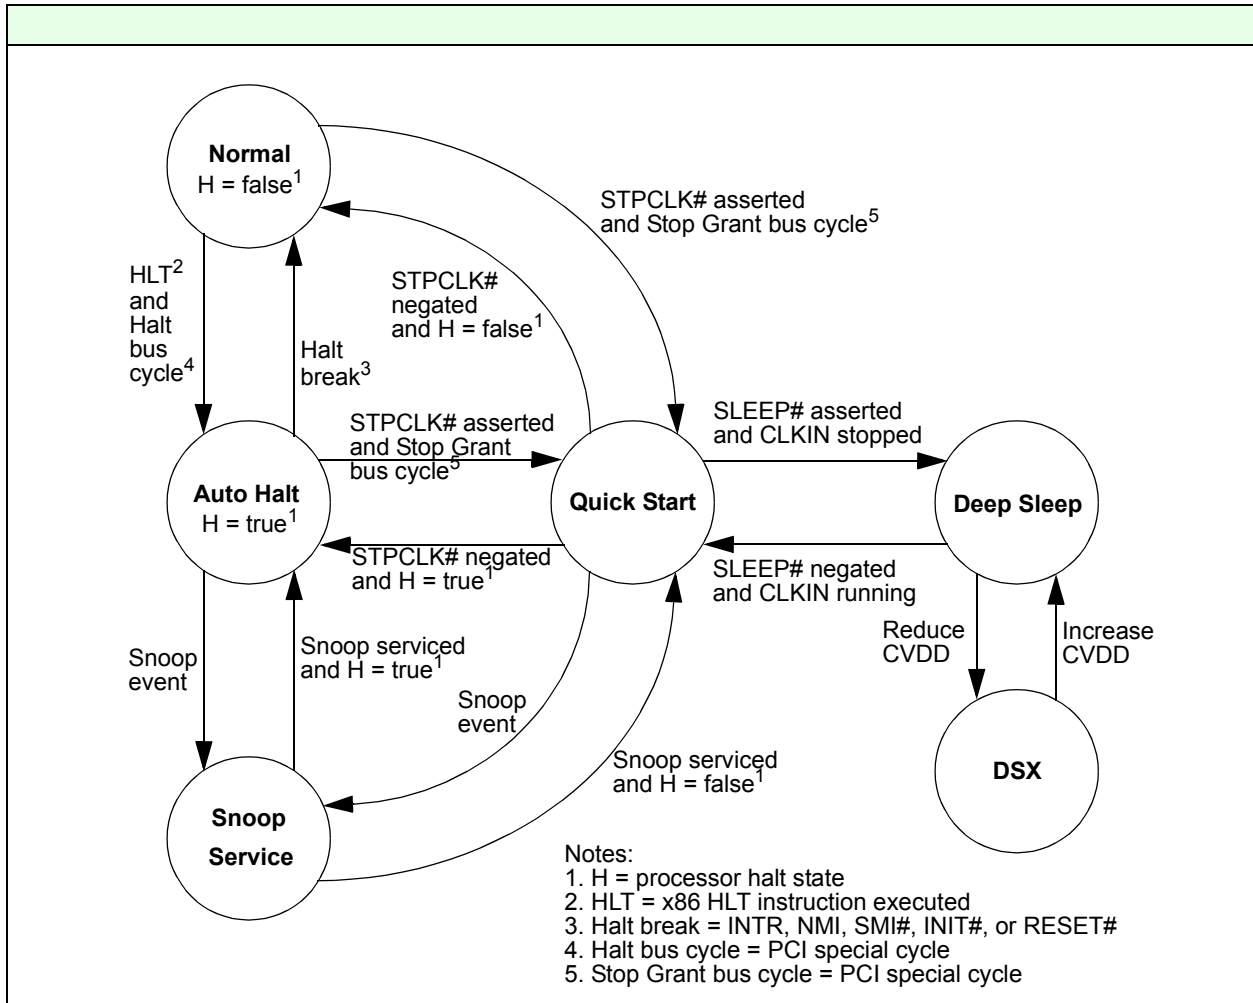 Normal
H = false1
STPCLK# asserted
and Stop Grant bus cycle5
HLT2
and
Halt
bus
cycle4
STPCLK#
negated
and H = false1
Halt
break3
STPCLK# asserted
and Stop Grant
bus cycle5
SLEEP# asserted
and CLKIN stopped
Auto Halt
H = true1
Quick Start
Deep Sleep
STPCLK# negated
and H = true1
SLEEP# negated
and CLKIN running
Reduce
CVDD
Increase
CVDD
Snoop
event
Snoop serviced
and H = true1
Snoop
event
Snoop serviced
and H = false1
DSX
Snoop
Service
Notes:
1. H = processor halt state
2. HLT = x86 HLT instruction executed
3. Halt break = INTR, NMI, SMI#, INIT#, or RESET#
4. Halt bus cycle = PCI special cycle
5. Stop Grant bus cycle = PCI special cycle